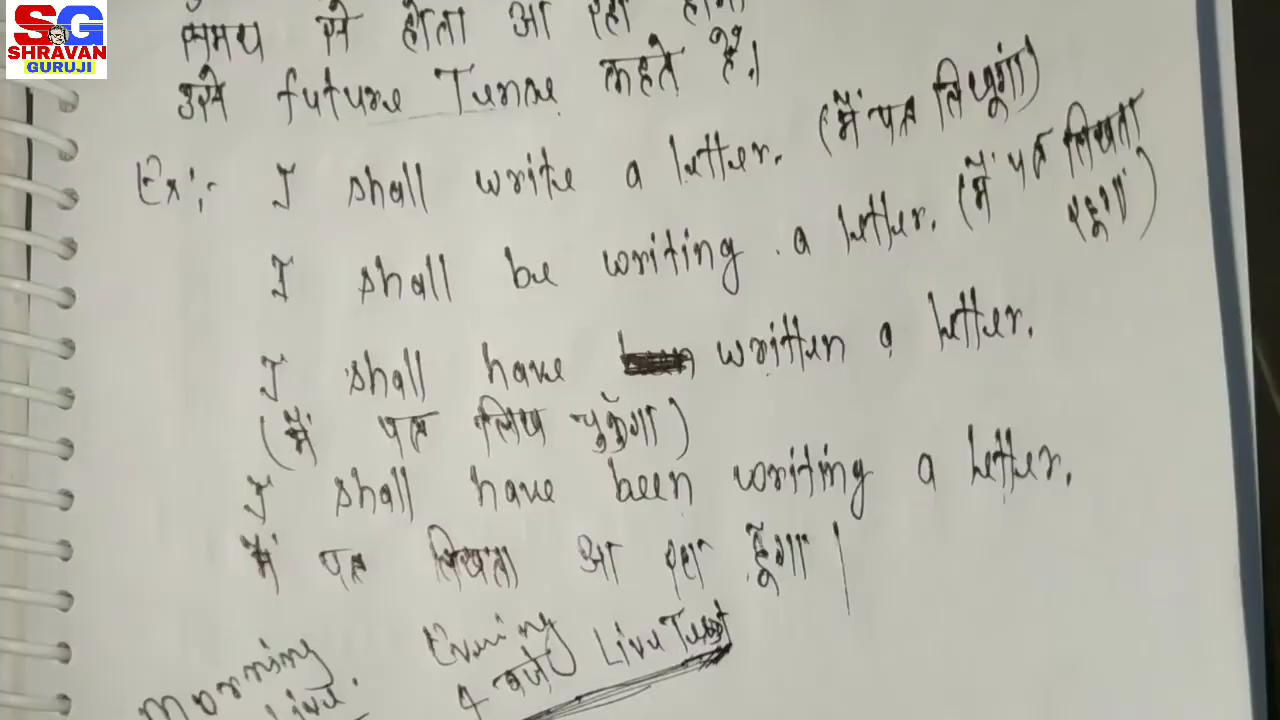 SG
SHRAVAN
GURUJI
समय से होता आ रहा होगा
उसे future Tense कहते हैं।
Ex:- I shall write a letter. (मैं पत्र लिखूंगा)
I shall be writing a letter. (मैं पत्र लिखता
रहूंगा)
I shall have written a letter.
(मैं पत्र लिख चुकूँगा)
I shall have been writing a letter.
मैं पत्र लिखता आ रहा हूँगा।
Morning Evening Live Test
Live. 4 बजे